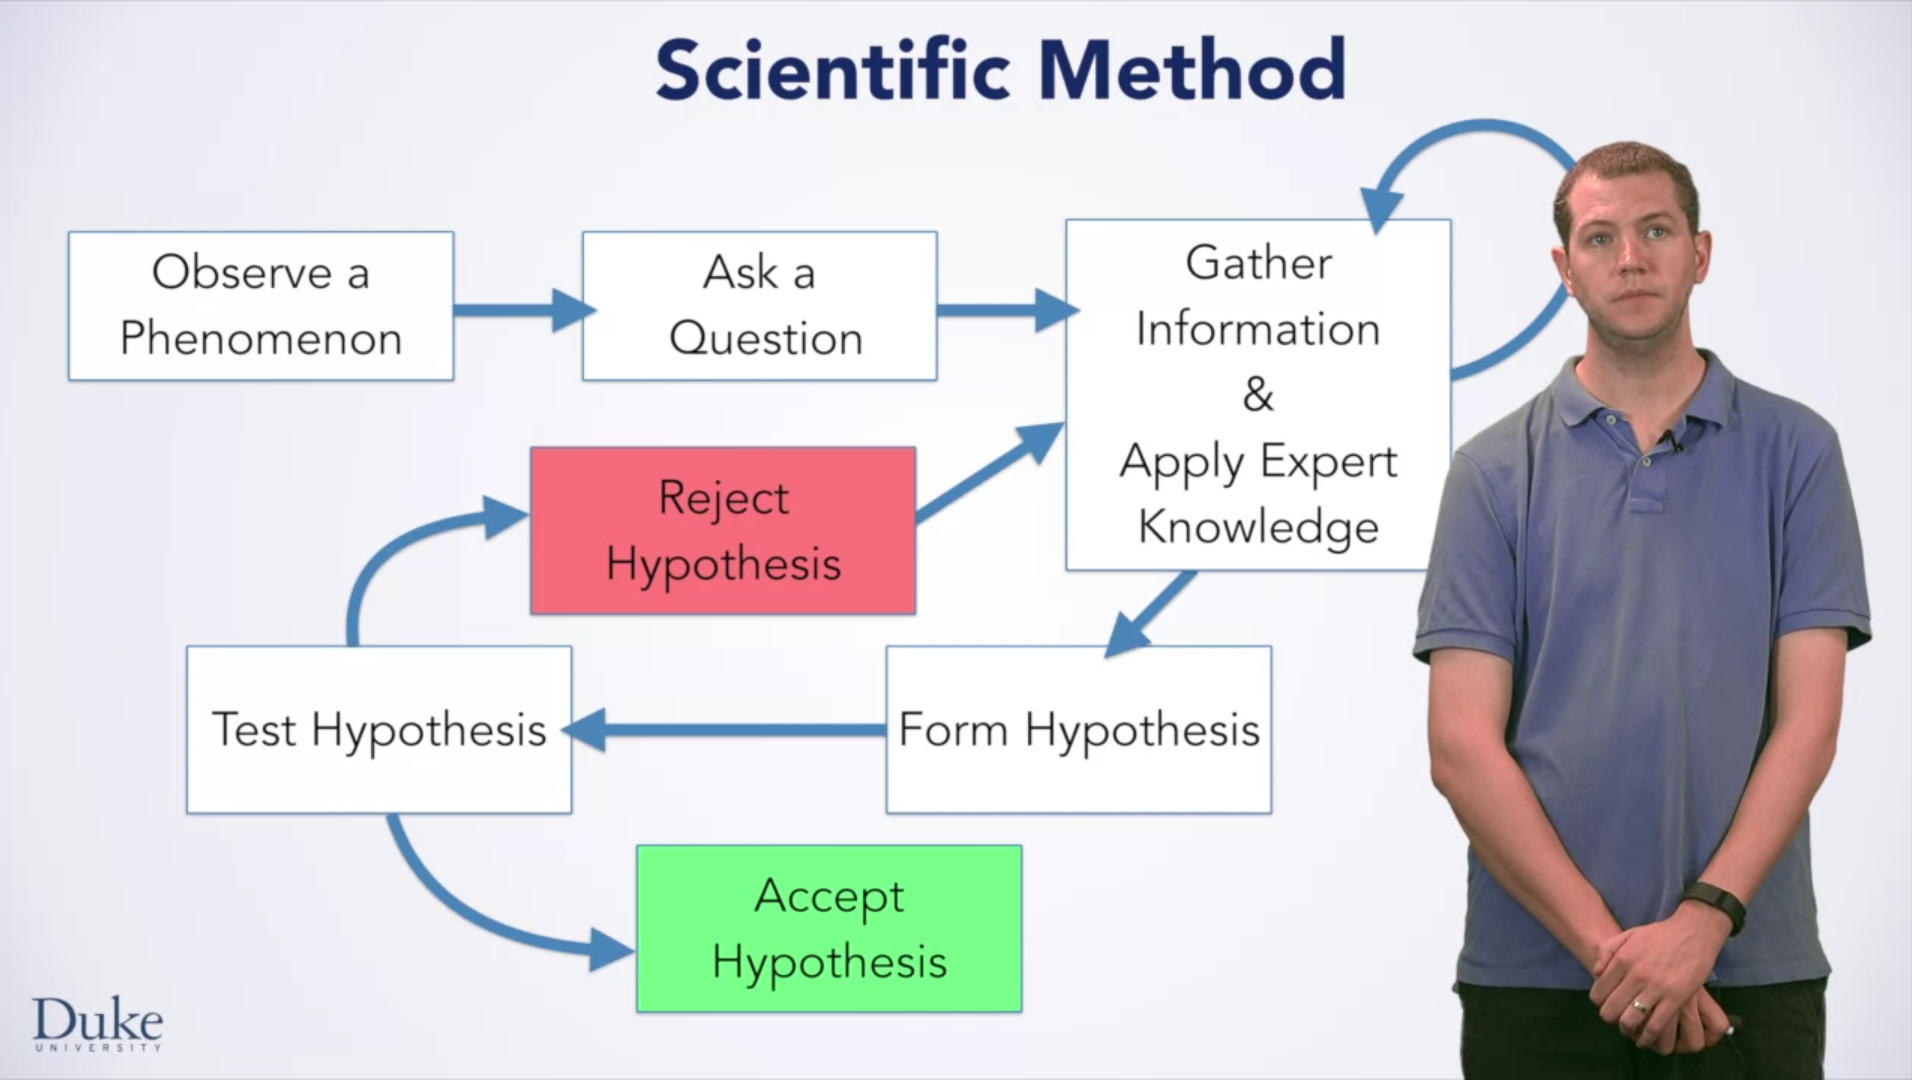 Scientific Method
Observe a
Phenomenon
Ask a
Question
Gather
Information
&
Apply Expert
Knowledge
Reject
Hypothesis
Test Hypothesis
Form Hypothesis
Accept
Hypothesis
Duke
UNIVERSITY